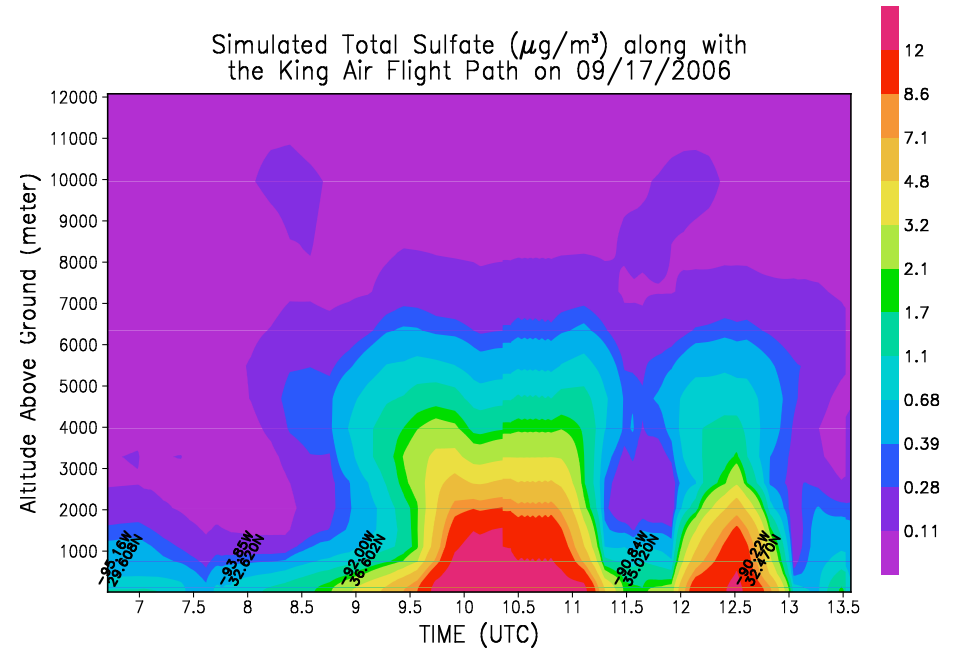 Simulated Total Sulfate (μg/m³) along with
the King Air Flight Path on 09/17/2006
12000
11000
10000
9000
8000
7000
6000
5000
4000
3000
2000
1000
Altitude Above Ground (meter)
-95.16W
29.608N
-93.85W
32.620N
-92.00W
36.602N
-90.84W
35.020N
-90.22W
32.470N
7
7.5
8
8.5
9
9.5
10
10.5
11
11.5
12
12.5
13
13.5
TIME (UTC)
12
8.6
7.1
4.8
3.2
2.1
1.7
1.1
0.68
0.39
0.28
0.11